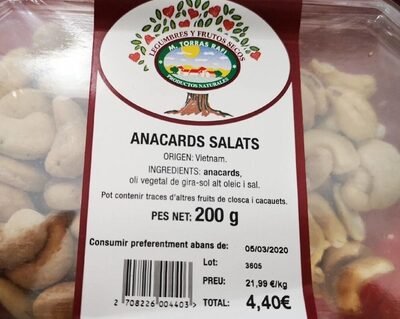 LEGUMBRES Y FRUTOS SECOS
M. TORRAS RAFI
PRODUCTOS NATURALES
ANACARDS SALATS
ORIGEN: Vietnam.
INGREDIENTS: anacards,
oli vegetal de gira-sol alt oleic i sal.
Pot contenir traces d'altres fruits de closca i cacauets.
PES NET: 200 g
Consumir preferentment abans de: 05/03/2020
Lot: 3605
PREU: 21,99 €/kg
TOTAL: 4,40€
2 708226 004403